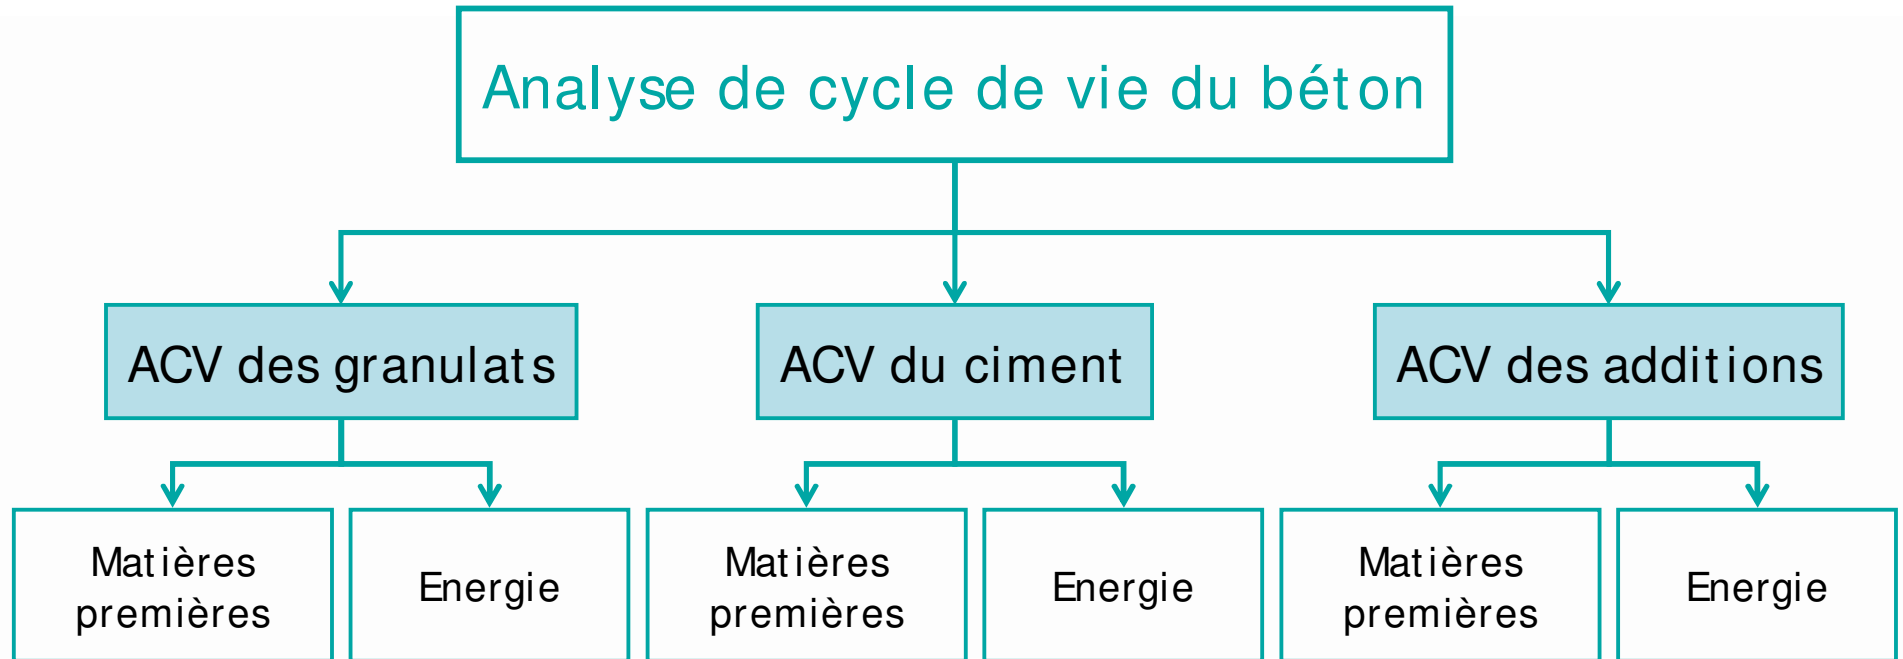 Analyse de cycle de vie du béton
ACV des granulats
ACV du ciment
ACV des additions
Matières
premières
Energie
Matières
premières
Energie
Matières
premières
Energie